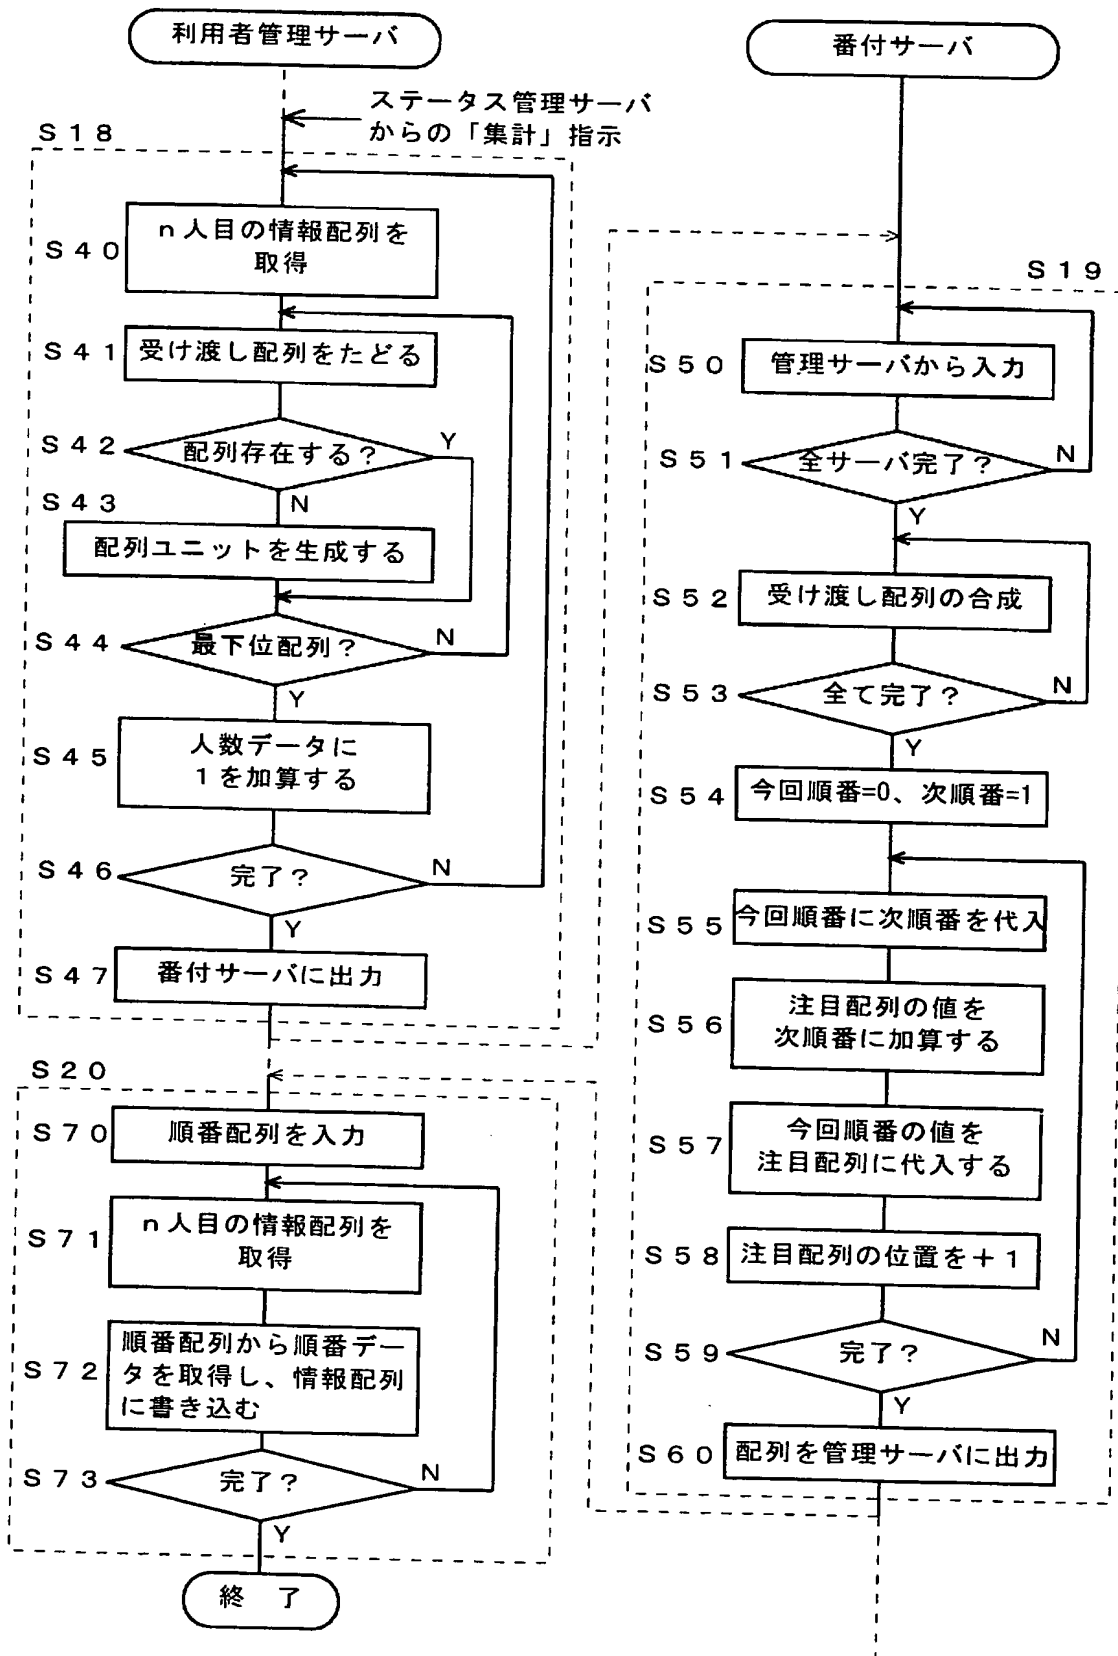 利用者管理サーバ
ステータス管理サーバ
からの「集計」指示
S18
S40
n人目の情報配列を
取得
S41
受け渡し配列をたどる
S42
配列存在する？
Y
N
S43
配列ユニットを生成する
S44
最下位配列？
N
Y
S45
人数データに
1を加算する
S46
完了？
N
Y
S47
番付サーバに出力
S20
S70
順番配列を入力
S71
n人目の情報配列を
取得
S72
順番配列から順番デー
タを取得し、情報配列
に書き込む
S73
完了？
N
Y
終 了
番付サーバ
S19
S50
管理サーバから入力
S51
全サーバ完了？
N
Y
S52
受け渡し配列の合成
S53
全て完了？
N
Y
S54
今回順番=0、次順番=1
S55
今回順番に次順番を代入
S56
注目配列の値を
次順番に加算する
S57
今回順番の値を
注目配列に代入する
S58
注目配列の位置を＋1
S59
完了？
N
Y
S60
配列を管理サーバに出力